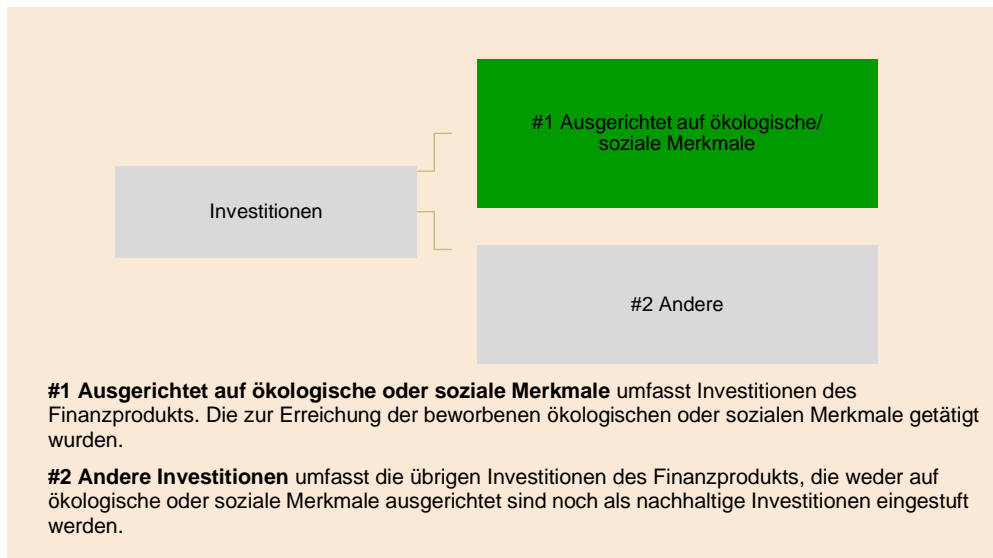 #1 Ausgerichtet auf ökologische/
soziale Merkmale
Investitionen
#2 Andere
#1 Ausgerichtet auf ökologische oder soziale Merkmale umfasst Investitionen des
Finanzprodukts. Die zur Erreichung der beworbenen ökologischen oder sozialen Merkmale getätigt
wurden.
#2 Andere Investitionen umfasst die übrigen Investitionen des Finanzprodukts, die weder auf
ökologische oder soziale Merkmale ausgerichtet sind noch als nachhaltige Investitionen eingestuft
werden.